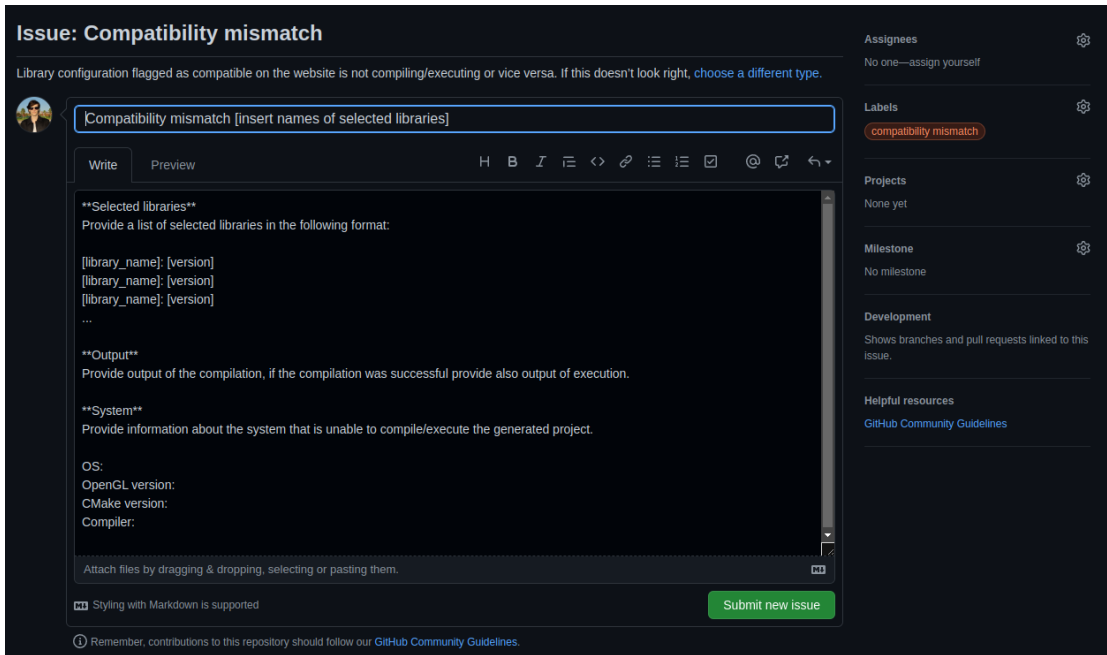 Issue: Compatibility mismatch
Library configuration flagged as compatible on the website is not compiling/executing or vice versa. If this doesn't look right, choose a different type.
Compatibility mismatch [insert names of selected libraries]
Write Preview
**Selected libraries**
Provide a list of selected libraries in the following format:
[library_name]: [version]
[library_name]: [version]
[library_name]: [version]
...
**Output**
Provide output of the compilation, if the compilation was successful provide also output of execution.
**System**
Provide information about the system that is unable to compile/execute the generated project.
OS:
OpenGL version:
CMake version:
Compiler:
Attach files by dragging & dropping, selecting or pasting them.
Styling with Markdown is supported
Submit new issue
Remember, contributions to this repository should follow our GitHub Community Guidelines.
Assignees
No one—assign yourself
Labels
compatibility mismatch
Projects
None yet
Milestone
No milestone
Development
Shows branches and pull requests linked to this
issue.
Helpful resources
GitHub Community Guidelines